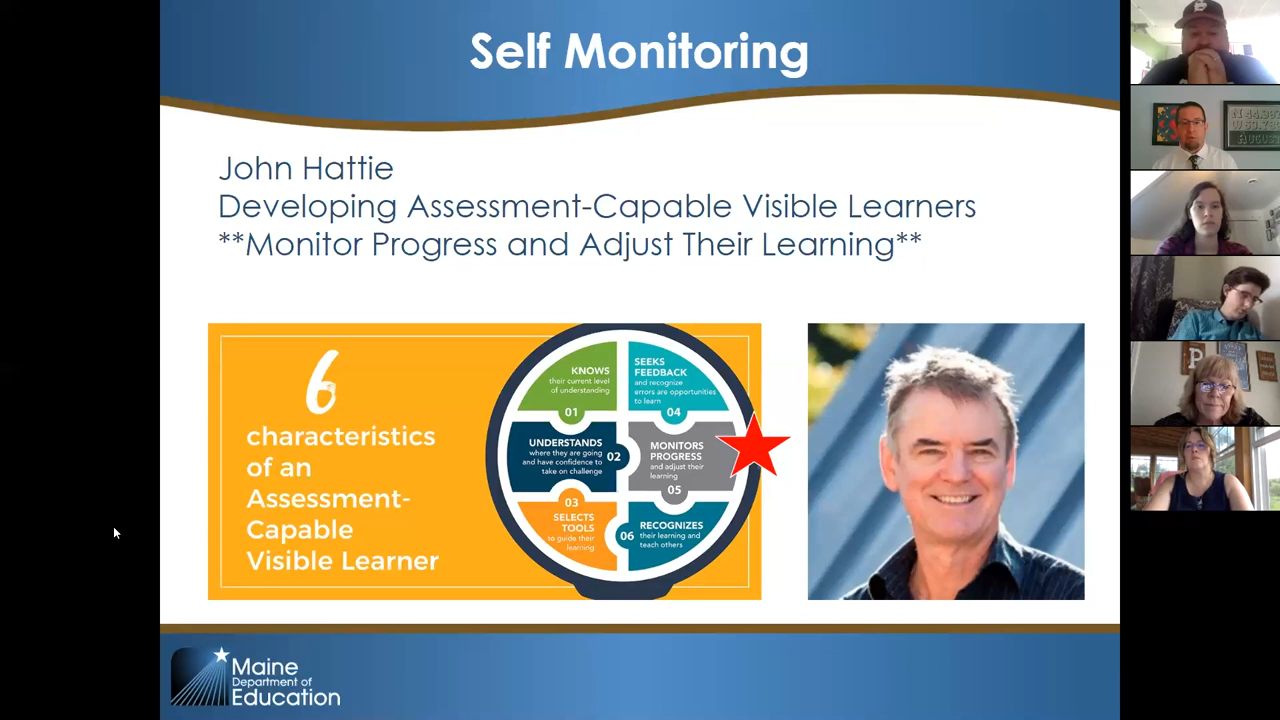 Self Monitoring
John Hattie
Developing Assessment-Capable Visible Learners
**Monitor Progress and Adjust Their Learning**
6
characteristics
of an
Assessment-
Capable
Visible Learner
KNOWS
their current level
of understanding
01
SEEKS
FEEDBACK
and recognize
errors are opportunities
to learn
04
UNDERSTANDS
where they are going
and have confidence to
take on challenge
02
MONITORS
PROGRESS
and adjust their
learning
05
03
SELECTS
TOOLS
to guide their
learning
06
RECOGNIZES
their learning and
teach others
Maine
Department of
Education
P